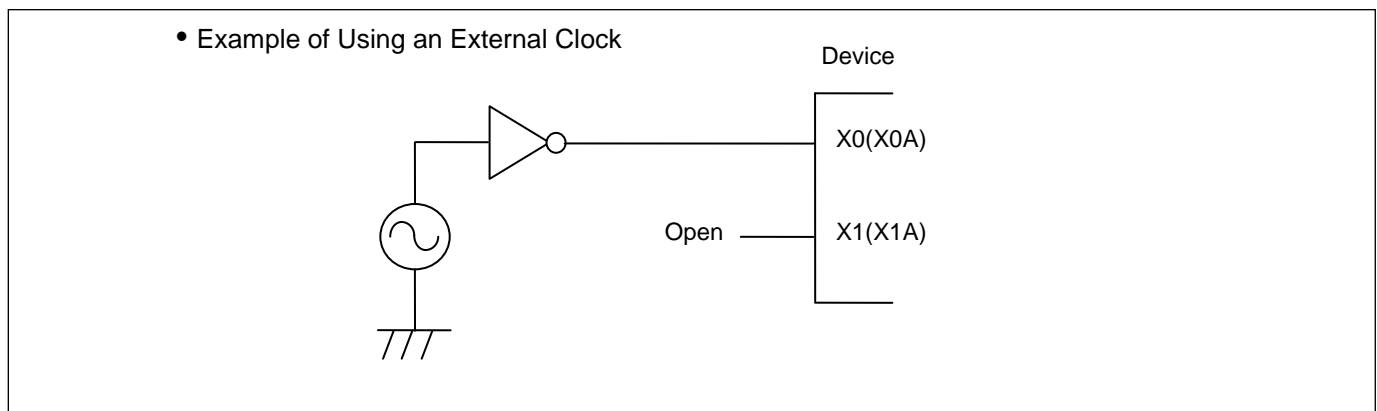 • Example of Using an External Clock
Device
X0(X0A)
Open
X1(X1A)